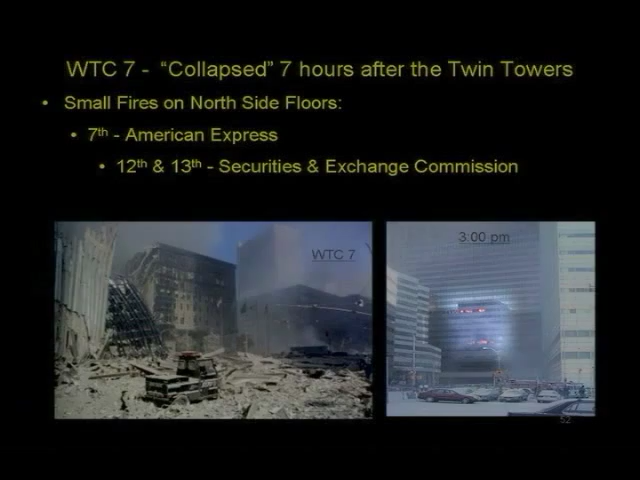 WTC 7 - “Collapsed” 7 hours after the Twin Towers
• Small Fires on North Side Floors:
• 7th - American Express
• 12th & 13th - Securities & Exchange Commission
WTC 7
3:00 pm
52